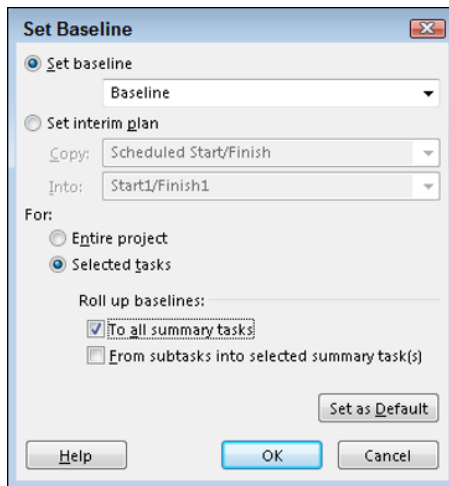 Set Baseline
Set baseline
Baseline
Set interim plan
Copy: Scheduled Start/Finish
Into: Start1/Finish1
For:
Entire project
Selected tasks
Roll up baselines:
To all summary tasks
From subtasks into selected summary task(s)
Set as Default
Help OK Cancel